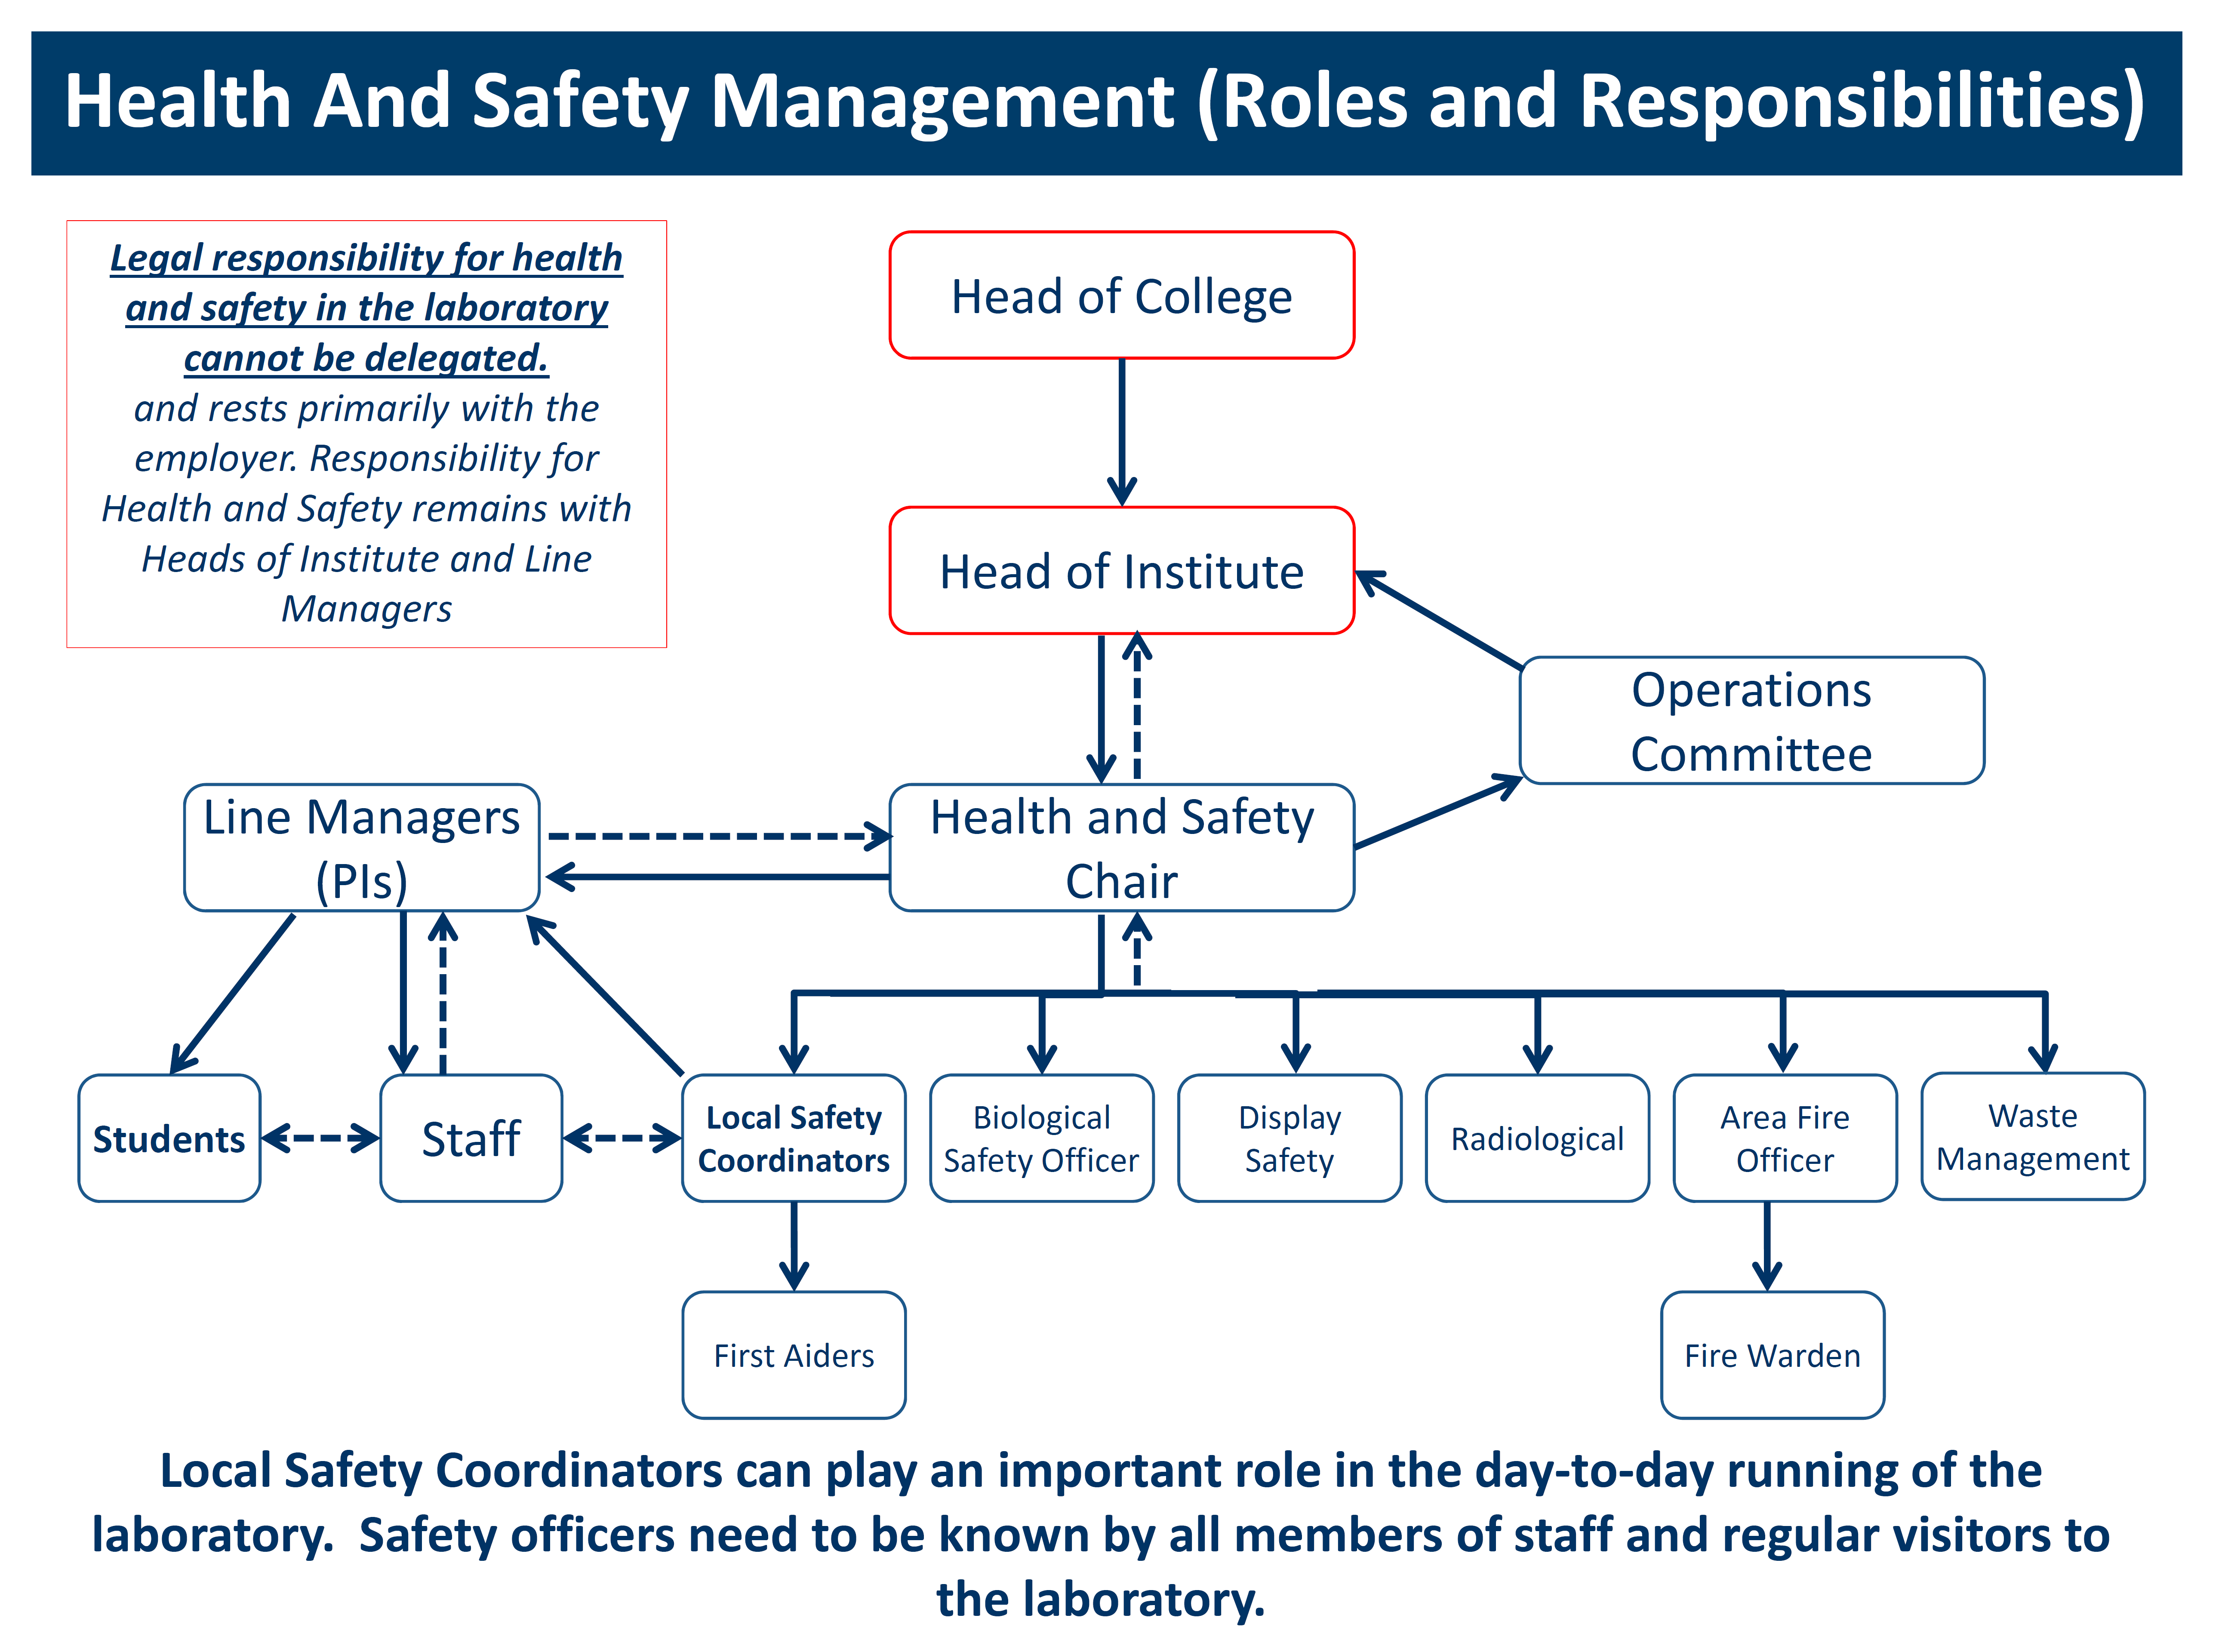 Health And Safety Management (Roles and Responsibilities)
Legal responsibility for health
and safety in the laboratory
cannot be delegated.
and rests primarily with the
employer. Responsibility for
Health and Safety remains with
Heads of Institute and Line
Managers
Head of College
Head of Institute
Operations
Committee
Line Managers
(PIs)
Health and Safety
Chair
Students
Staff
Local Safety
Coordinators
Biological
Safety Officer
Display
Safety
Radiological
Area Fire
Officer
Waste
Management
First Aiders
Fire Warden
Local Safety Coordinators can play an important role in the day-to-day running of the
laboratory.  Safety officers need to be known by all members of staff and regular visitors to
the laboratory.